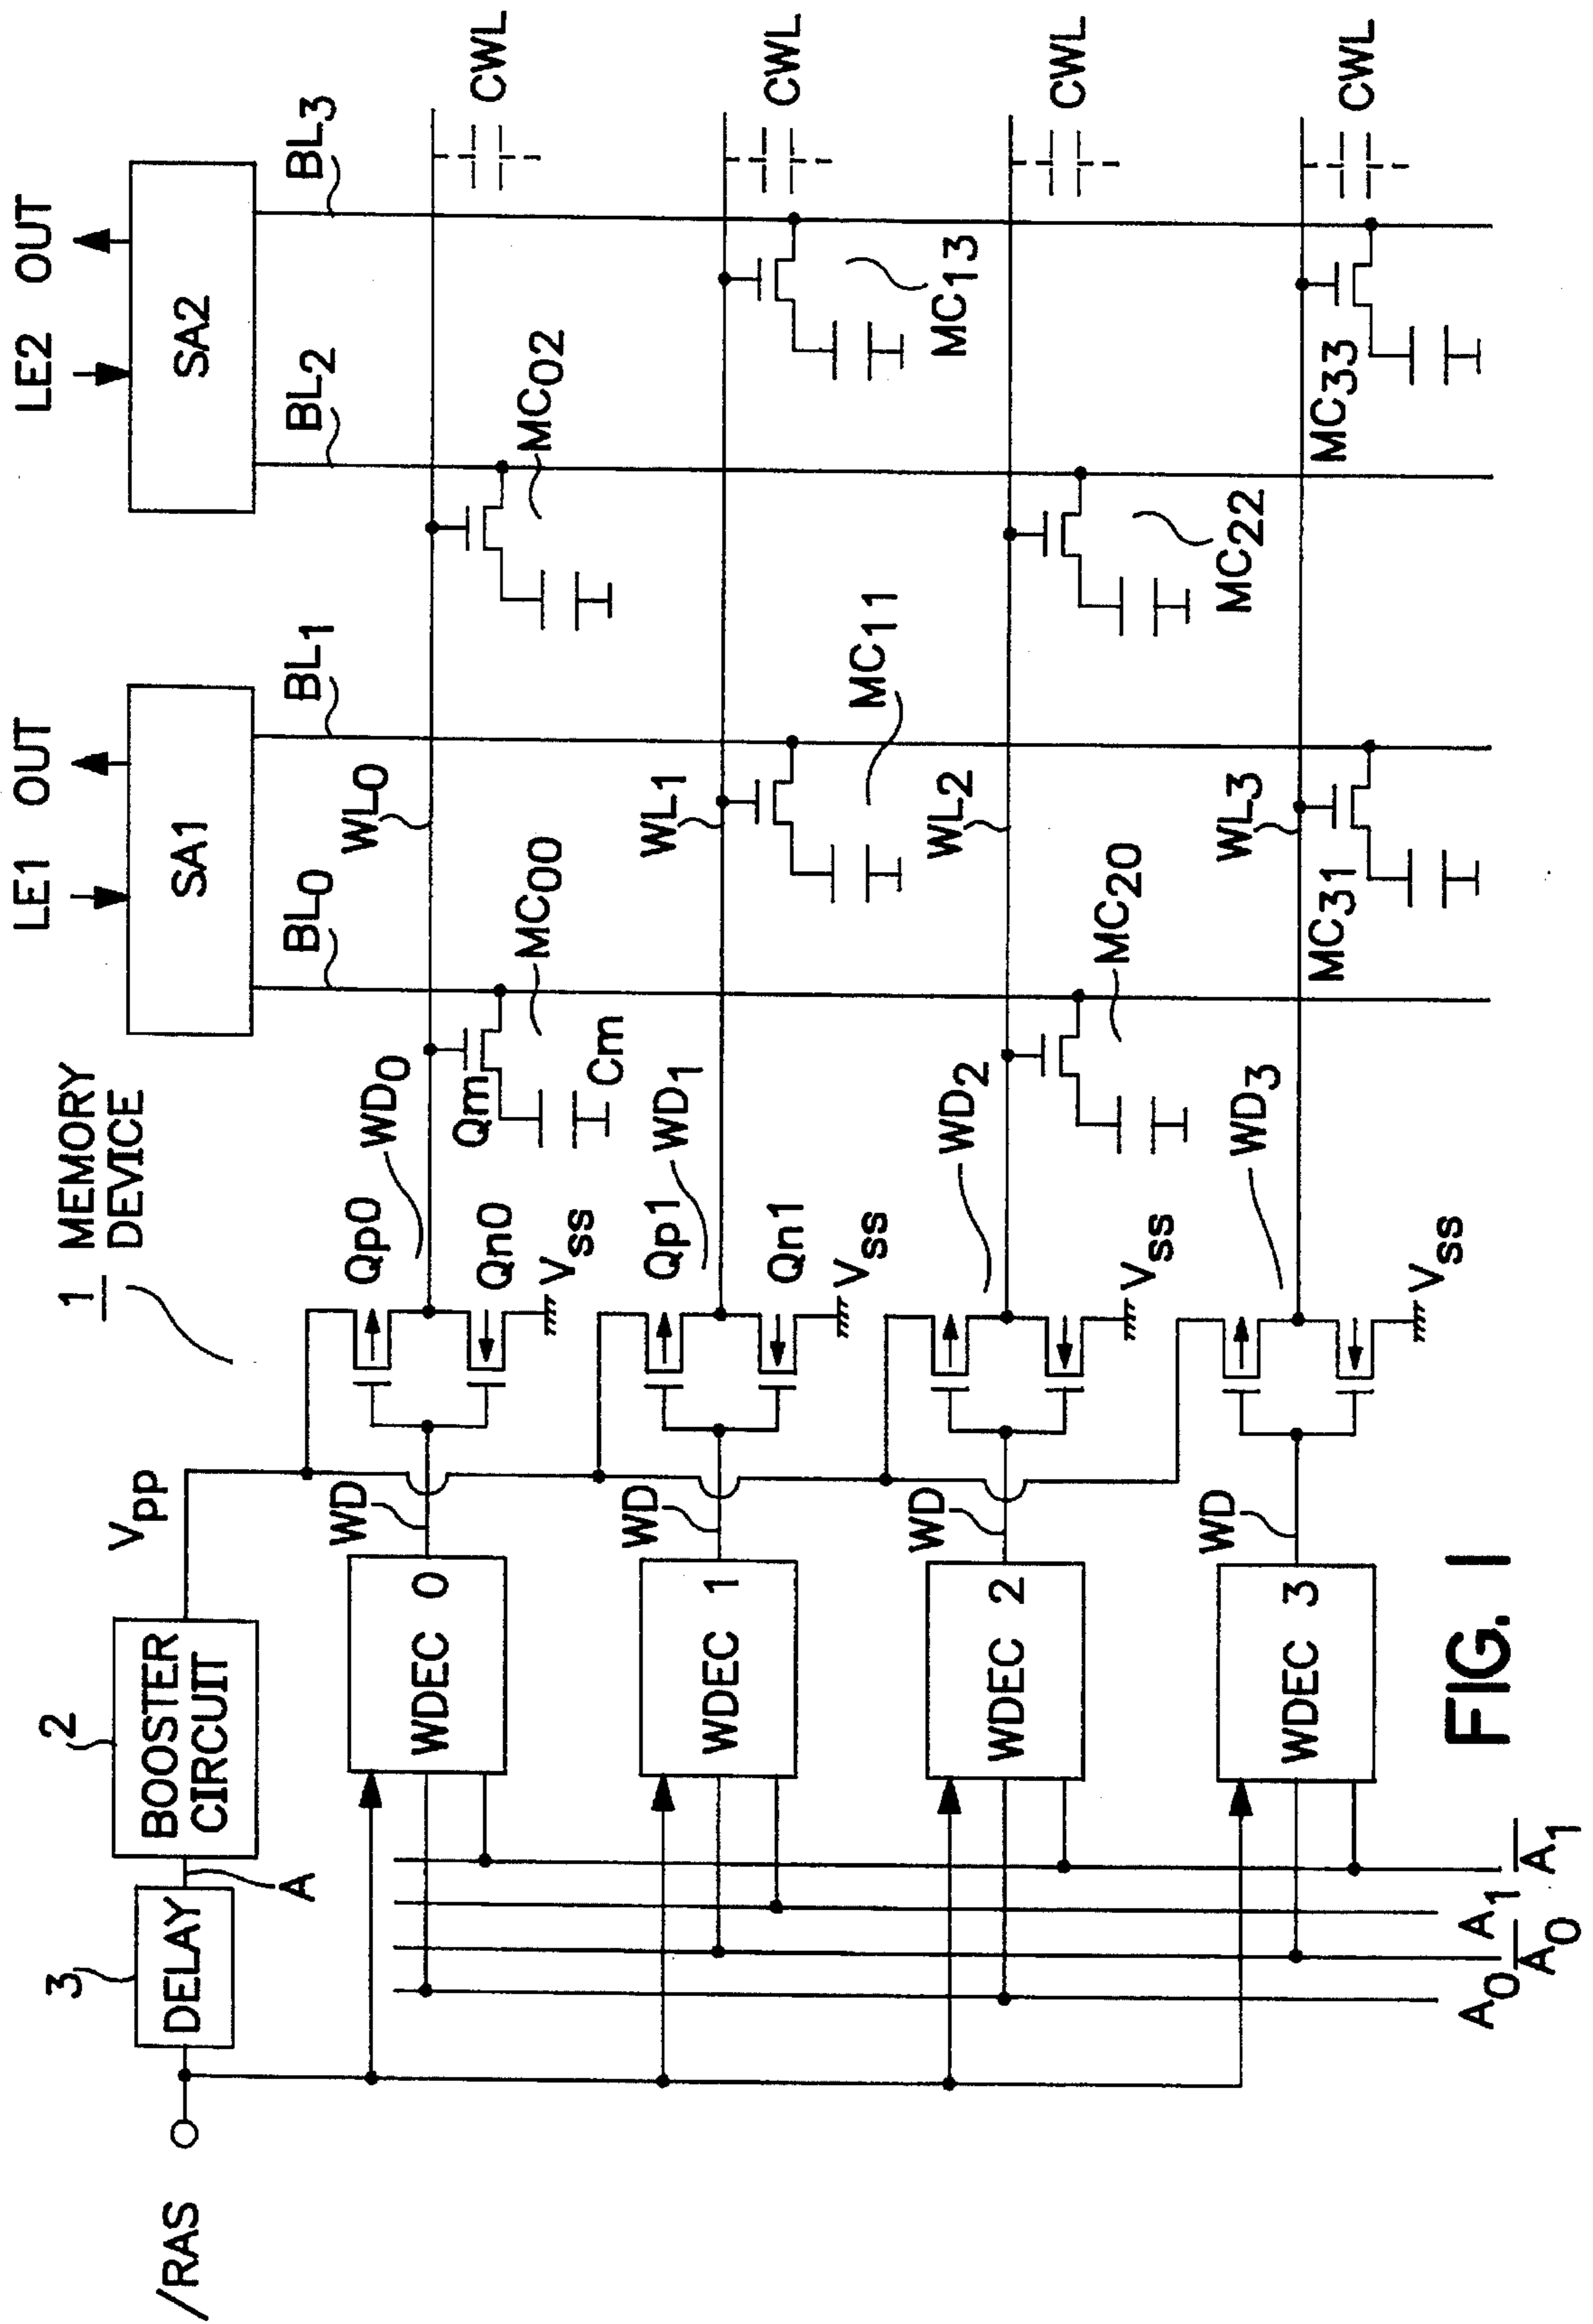 1 MEMORY
DEVICE
LE1 OUT
LE2 OUT
SA1
SA2
BL0
BL1
BL2
BL3
/RAS
3
DELAY
A
2
BOOSTER
CIRCUIT
Vpp
WDEC 0
WD
Qp0
Qn0
Vss
WD0
WL0
Qm
Cm
MC00
MC02
CWL
WDEC 1
WD
Qp1
Qn1
Vss
WD1
WL1
MC11
MC13
CWL
WDEC 2
WD
Vss
WD2
WL2
MC20
MC22
CWL
WDEC 3
WD
Vss
WD3
WL3
MC31
MC33
CWL
A0
A̅0
A1
A̅1
FIG. 1